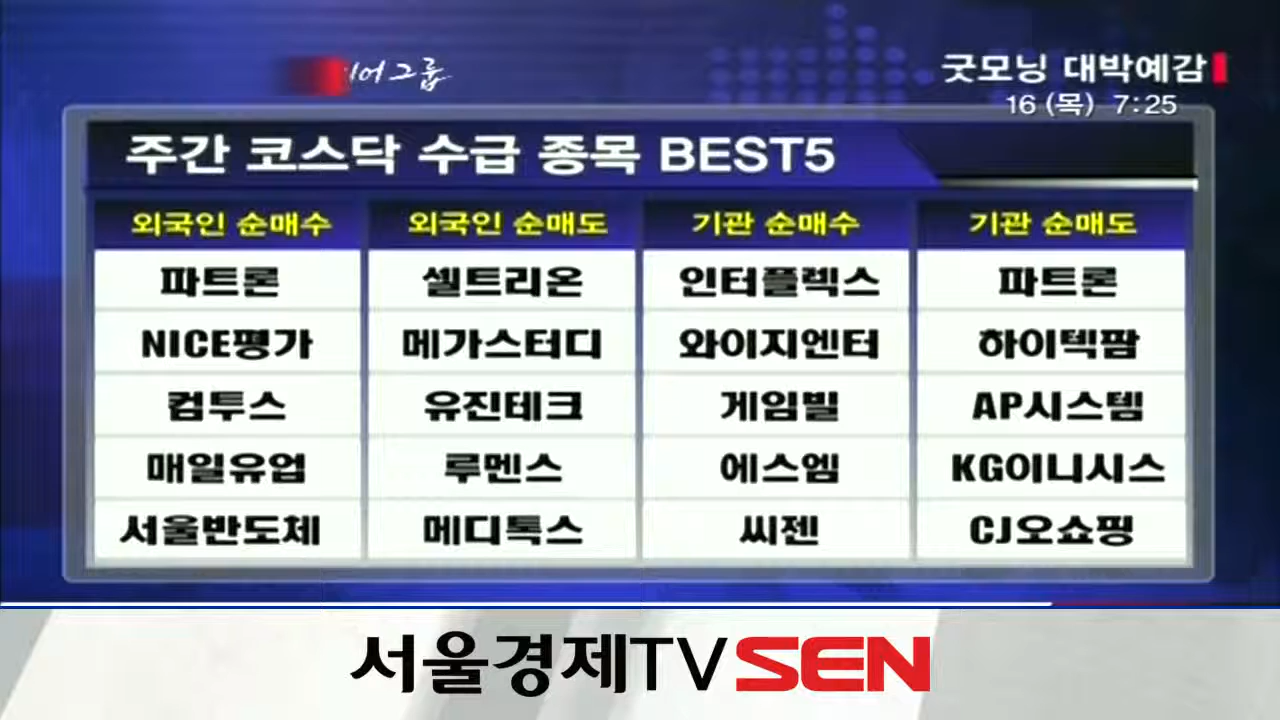 어그룹
굿모닝 대박예감
16 (목) 7:25
주간 코스닥 수급 종목 BEST5
외국인 순매수 외국인 순매도 기관 순매수 기관 순매도
파트론 셀트리온 인터플렉스 파트론
NICE평가 메가스터디 와이지엔터 하이텍팜
컴투스 유진테크 게임빌 AP시스템
매일유업 루멘스 에스엠 KG이니시스
서울반도체 메디톡스 씨젠 CJ오쇼핑
서울경제TV SEN